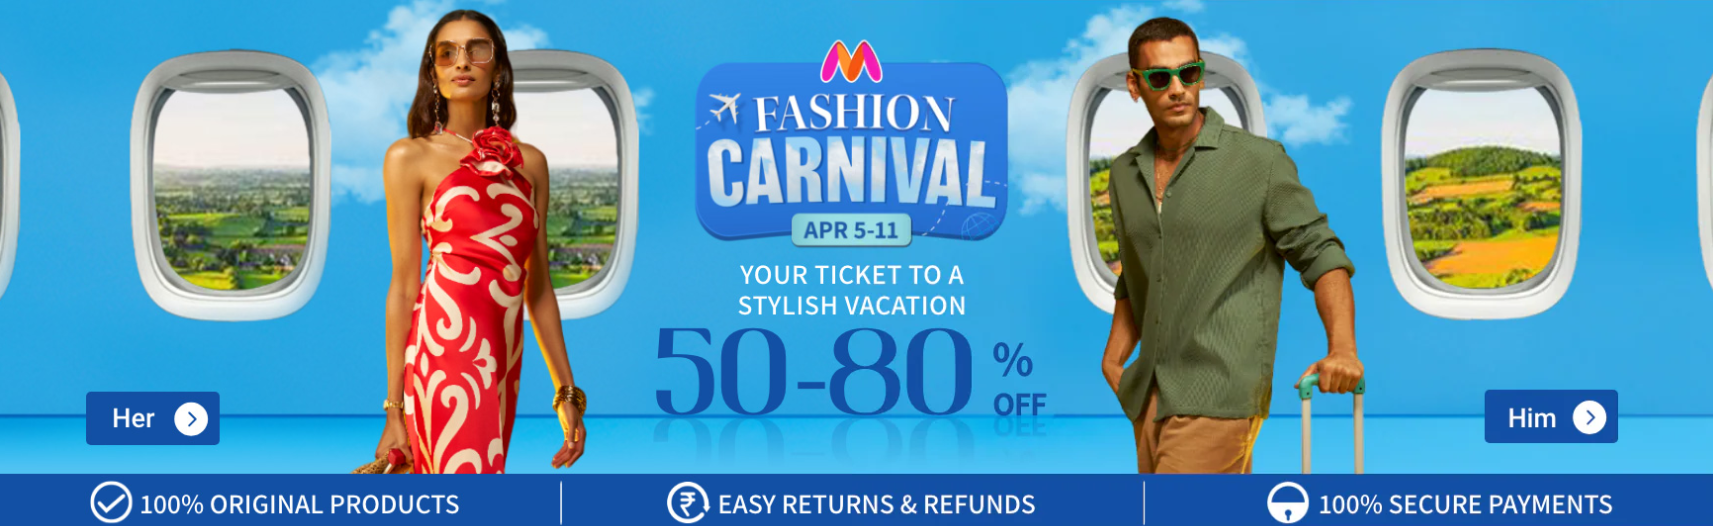 FASHION
CARNIVAL
APR 5-11
YOUR TICKET TO A
STYLISH VACATION
50-80 % OFF
Her
Him
100% ORIGINAL PRODUCTS
EASY RETURNS & REFUNDS
100% SECURE PAYMENTS